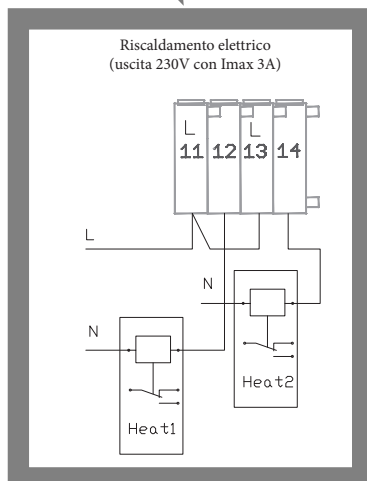 Riscaldamento elettrico
(uscita 230V con Imax 3A)
L L
11 12 13 14
L
N
N
Heat2
Heat1